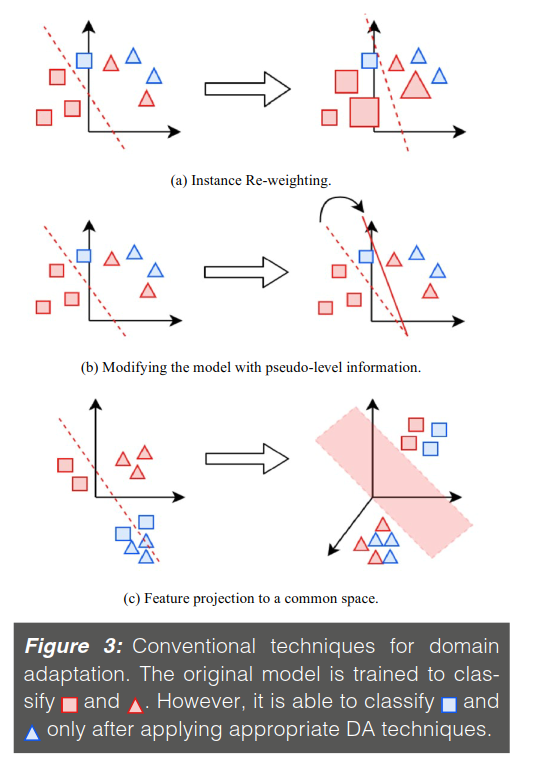 (a) Instance Re-weighting.
(b) Modifying the model with pseudo-level information.
(c) Feature projection to a common space.
Figure 3: Conventional techniques for domain
adaptation. The original model is trained to clas-
sify and . However, it is able to classify and
only after applying appropriate DA techniques.